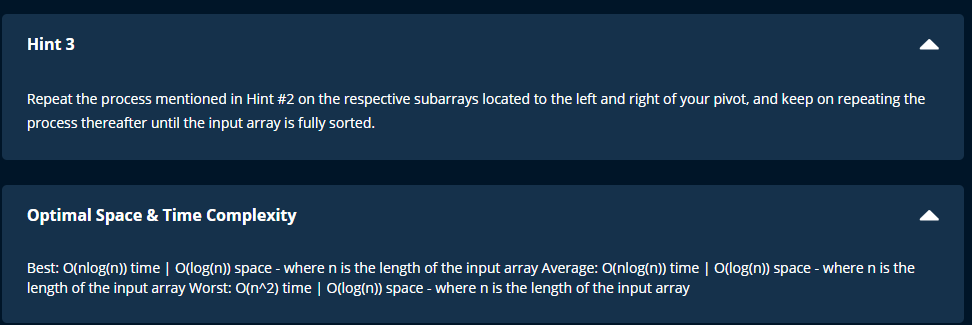 Hint 3
Repeat the process mentioned in Hint #2 on the respective subarrays located to the left and right of your pivot, and keep on repeating the
process thereafter until the input array is fully sorted.
Optimal Space & Time Complexity
Best: O(nlog(n)) time | O(log(n)) space - where n is the length of the input array Average: O(nlog(n)) time | O(log(n)) space - where n is the
length of the input array Worst: O(n^2) time | O(log(n)) space - where n is the length of the input array